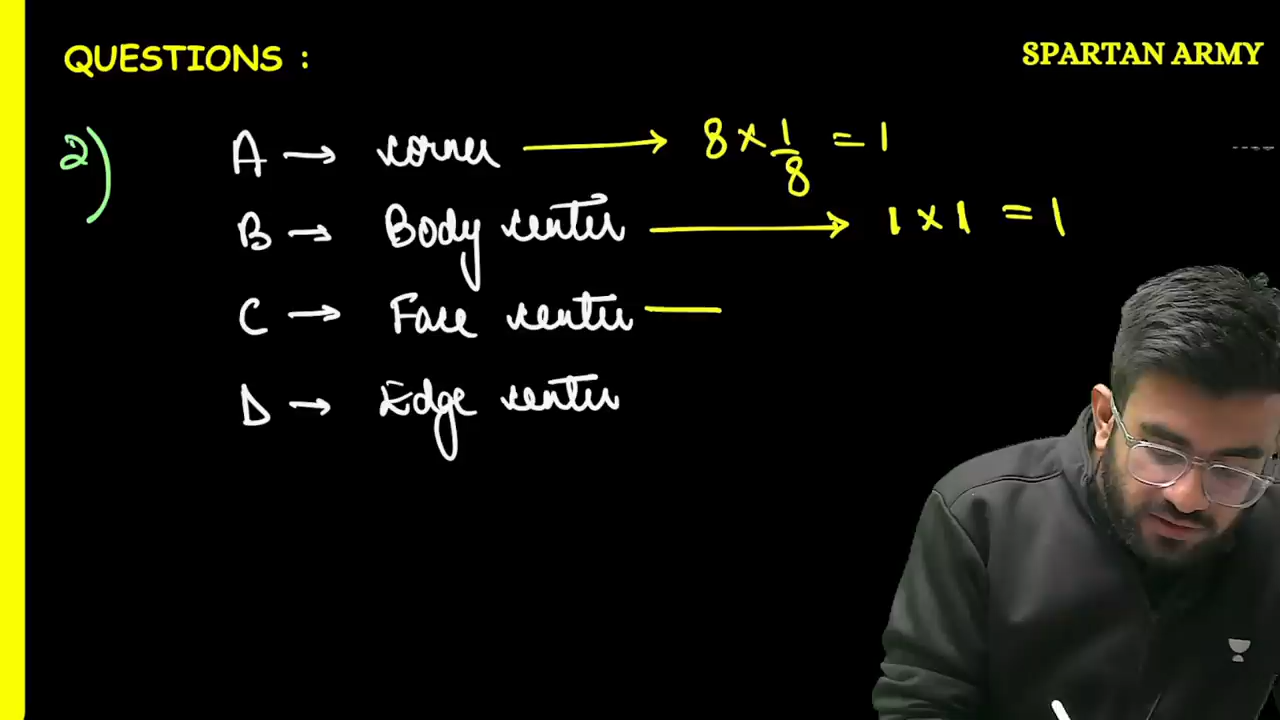 QUESTIONS :
SPARTAN ARMY
2)
A → corner → 8 × 1/8 = 1
B → Body center → 1 × 1 = 1
C → Face center —
D → Edge center